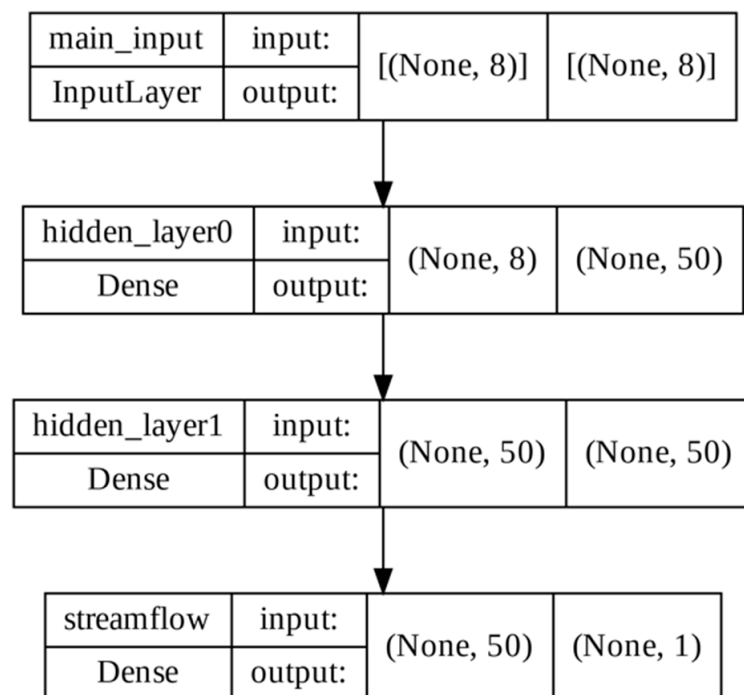 main_input input: [(None, 8)] [(None, 8)]
InputLayer output:
hidden_layer0 input: (None, 8) (None, 50)
Dense output:
hidden_layer1 input: (None, 50) (None, 50)
Dense output:
streamflow input: (None, 50) (None, 1)
Dense output: